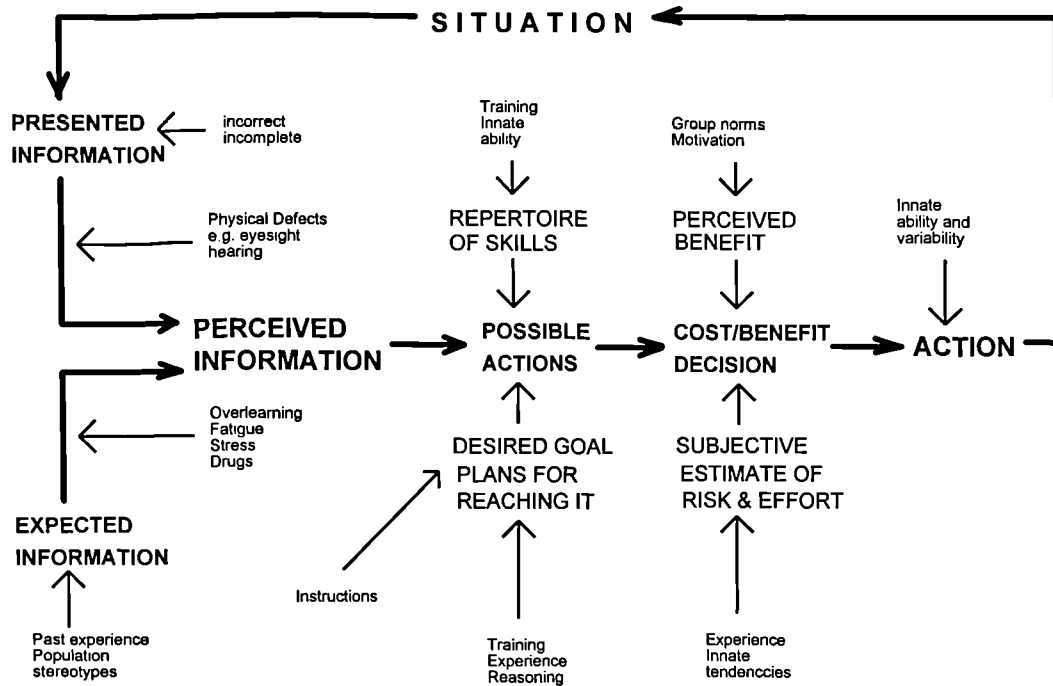 SITUATION
PRESENTED
INFORMATION
incorrect
incomplete
Training
Innate
ability
Group norms
Motivation
Physical Defects
e.g. eyesight
hearing
REPERTOIRE
OF SKILLS
PERCEIVED
BENEFIT
Innate
ability and
variability
PERCEIVED
INFORMATION
POSSIBLE
ACTIONS
COST/BENEFIT
DECISION
ACTION
Overlearning
Fatigue
Stress
Drugs
DESIRED GOAL
PLANS FOR
REACHING IT
SUBJECTIVE
ESTIMATE OF
RISK & EFFORT
EXPECTED
INFORMATION
Instructions
Past experience
Population
stereotypes
Training
Experience
Reasoning
Experience
Innate
tendencies